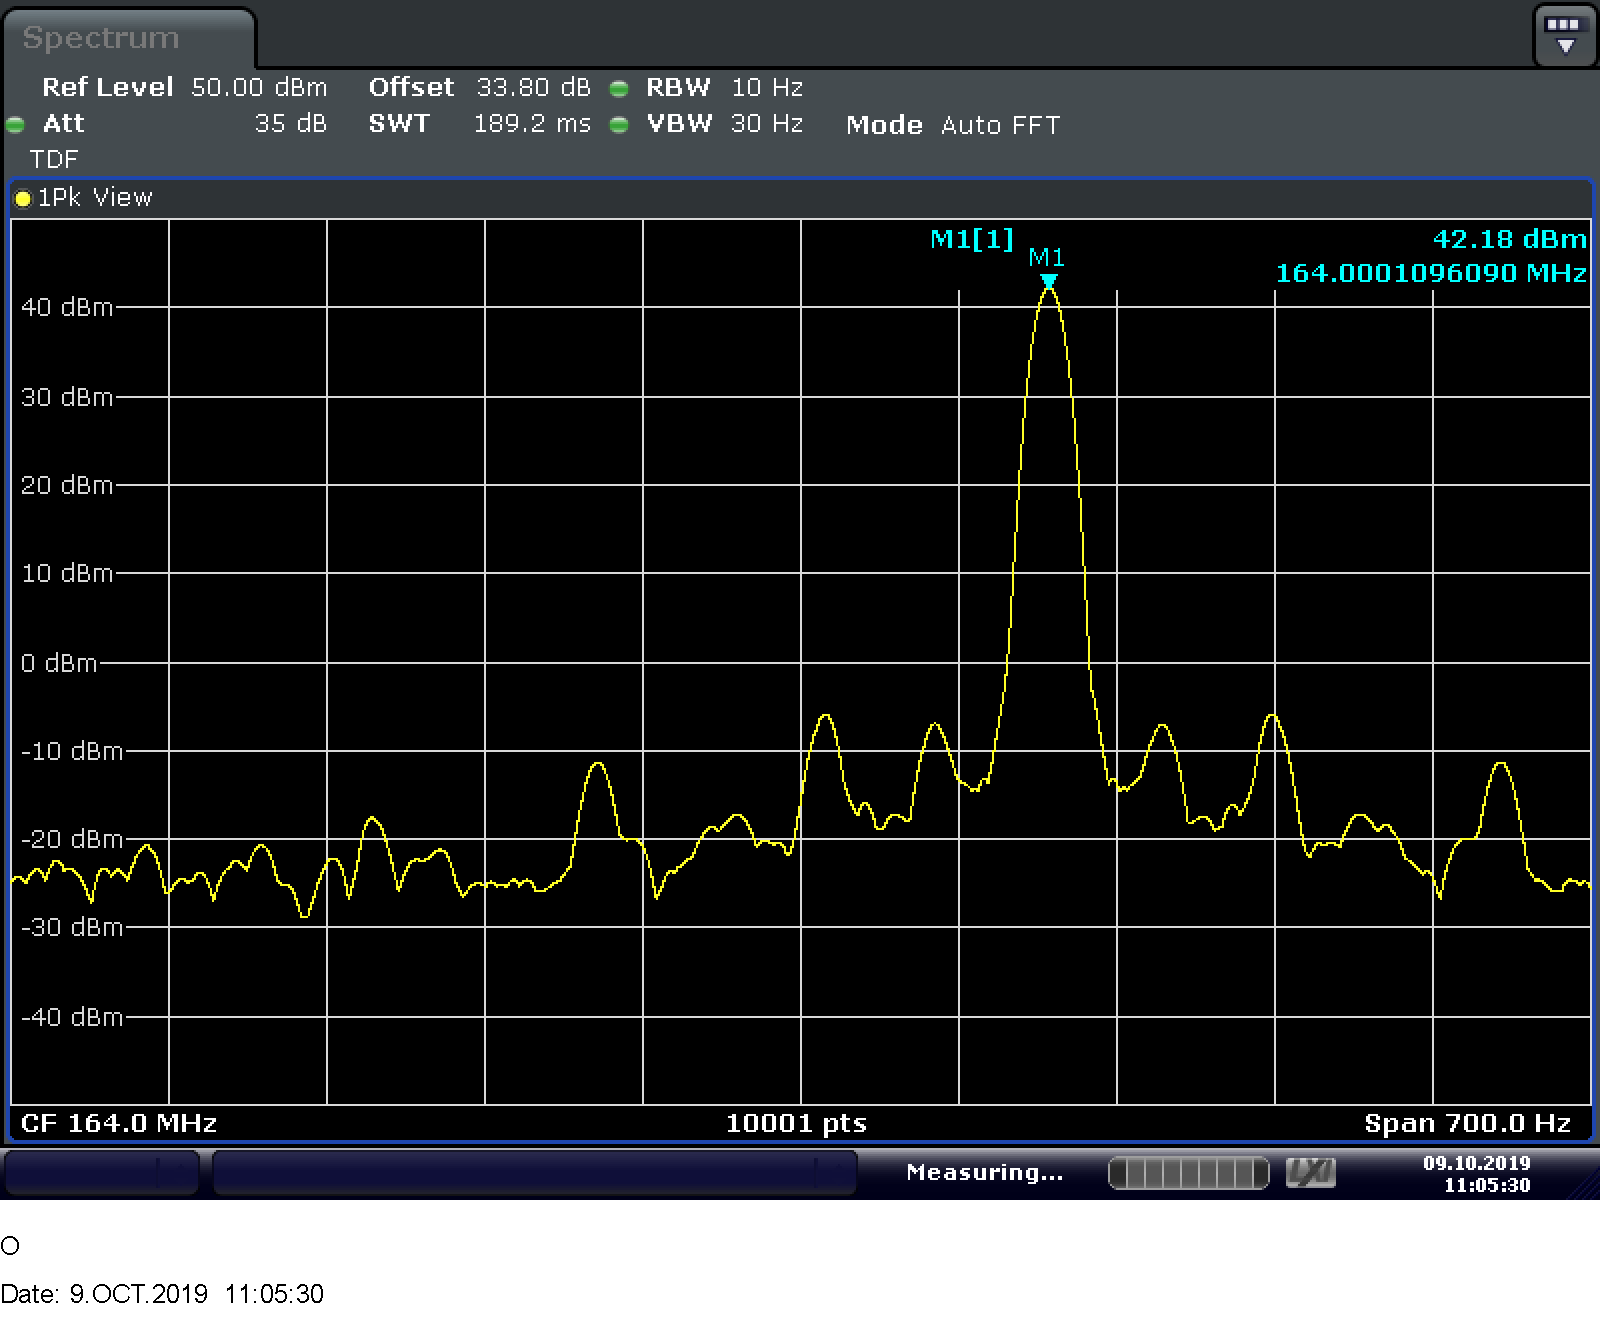 Spectrum
Ref Level 50.00 dBm Offset 33.80 dB RBW 10 Hz
Att 35 dB SWT 189.2 ms VBW 30 Hz Mode Auto FFT
TDF
1Pk View
M1[1] 42.18 dBm
M1
164.0001096090 MHz
40 dBm
30 dBm
20 dBm
10 dBm
0 dBm
-10 dBm
-20 dBm
-30 dBm
-40 dBm
CF 164.0 MHz 10001 pts Span 700.0 Hz
Measuring... LXI 09.10.2019
11:05:30
O
Date: 9.OCT.2019 11:05:30